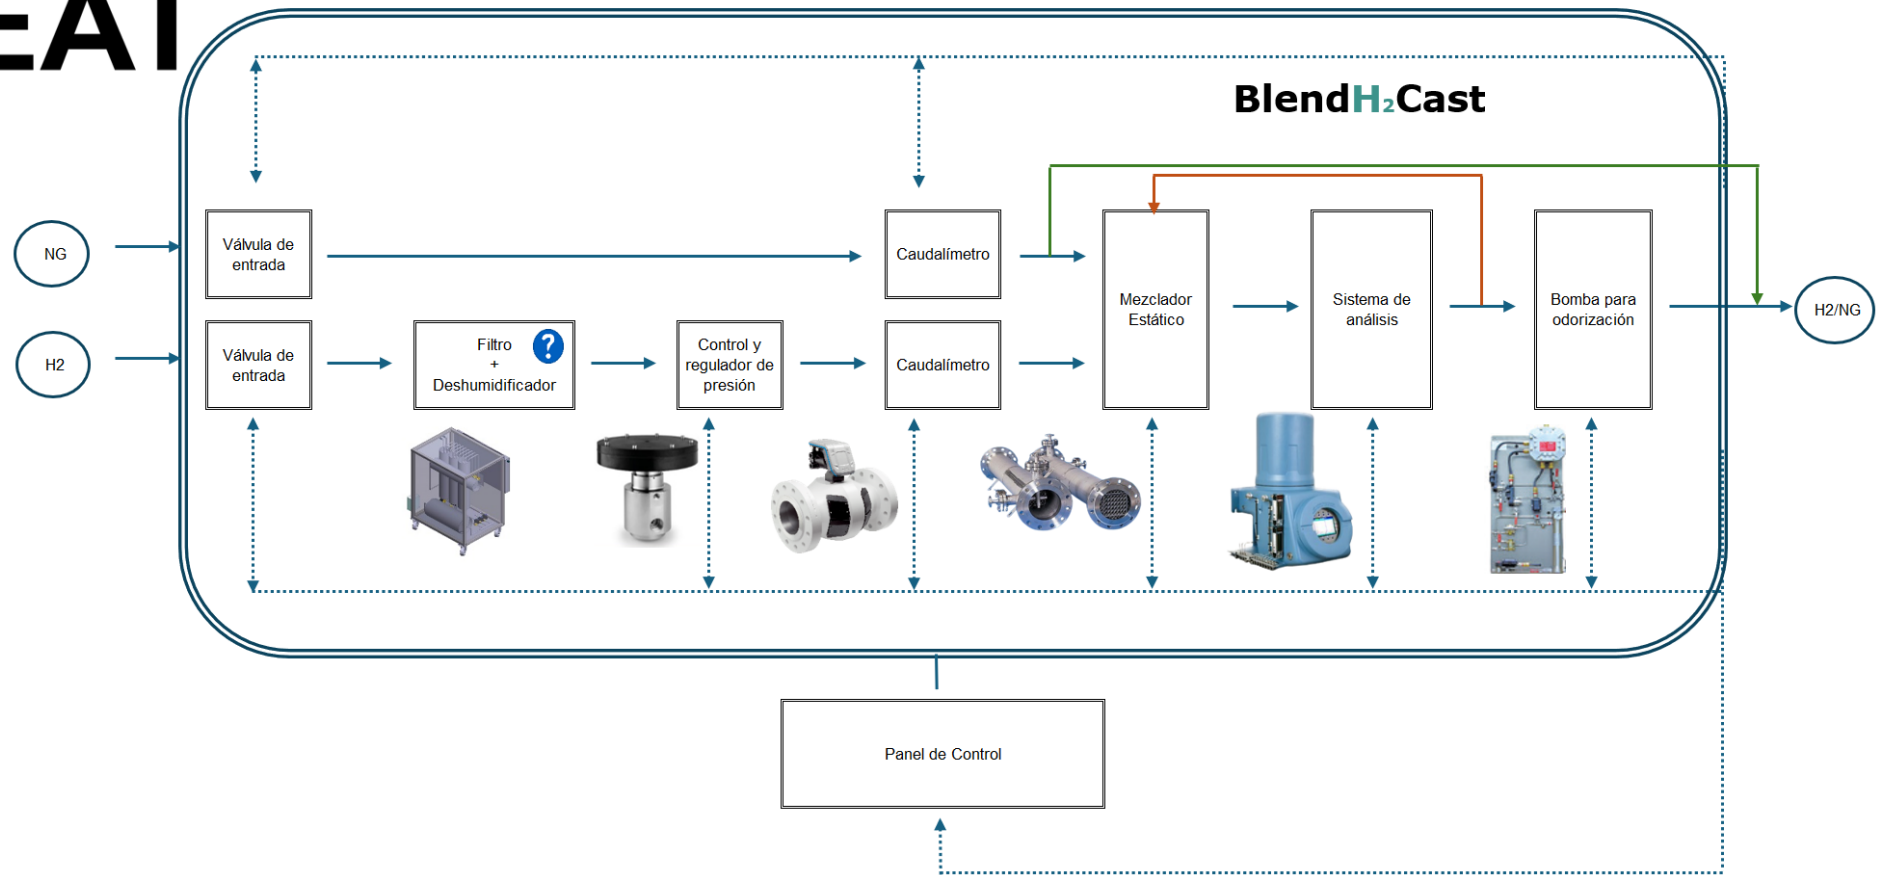 BlendH₂Cast
NG
H2
Válvula de
entrada
Caudalímetro
Válvula de
entrada
Filtro
+
Deshumidificador
?
Control y
regulador de
presión
Caudalímetro
Mezclador
Estático
Sistema de
análisis
Bomba para
odorización
H2/NG
Panel de Control